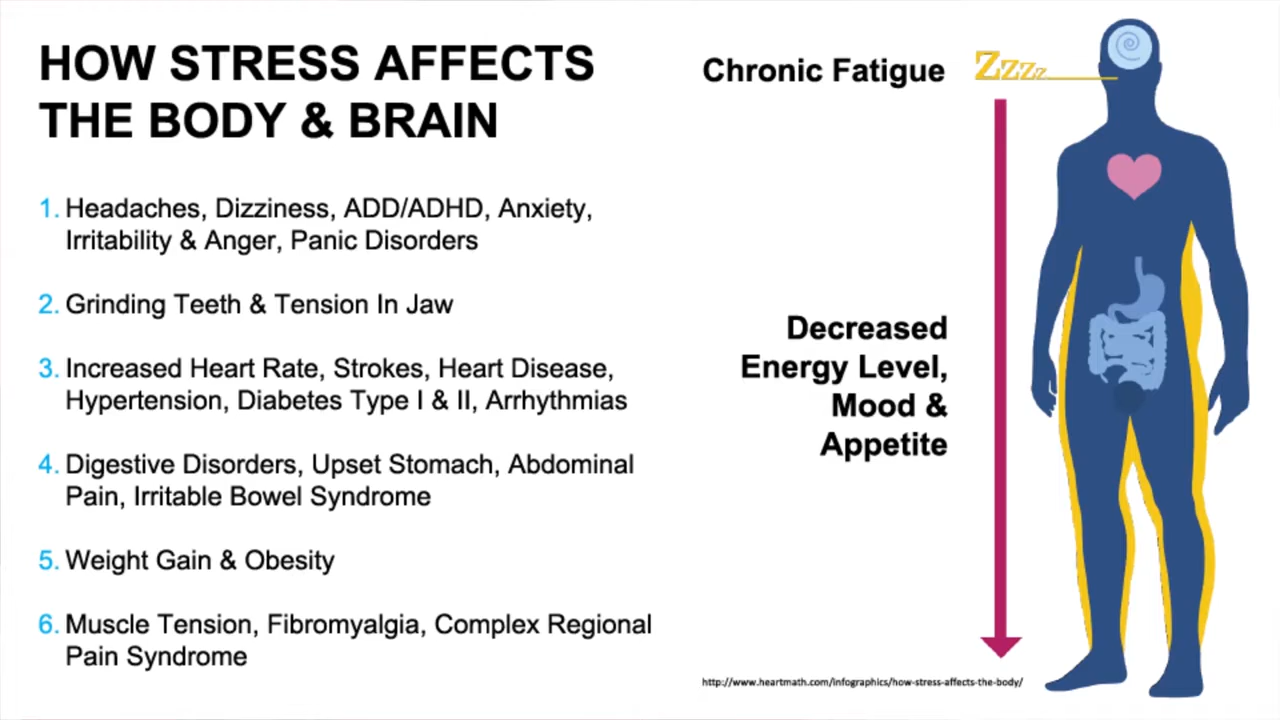 HOW STRESS AFFECTS
THE BODY & BRAIN
1. Headaches, Dizziness, ADD/ADHD, Anxiety,
Irritability & Anger, Panic Disorders
2. Grinding Teeth & Tension In Jaw
3. Increased Heart Rate, Strokes, Heart Disease,
Hypertension, Diabetes Type I & II, Arrhythmias
4. Digestive Disorders, Upset Stomach, Abdominal
Pain, Irritable Bowel Syndrome
5. Weight Gain & Obesity
6. Muscle Tension, Fibromyalgia, Complex Regional
Pain Syndrome
Chronic Fatigue
Zzzz
Decreased
Energy Level,
Mood &
Appetite
http://www.heartmath.com/infographics/how-stress-affects-the-body/